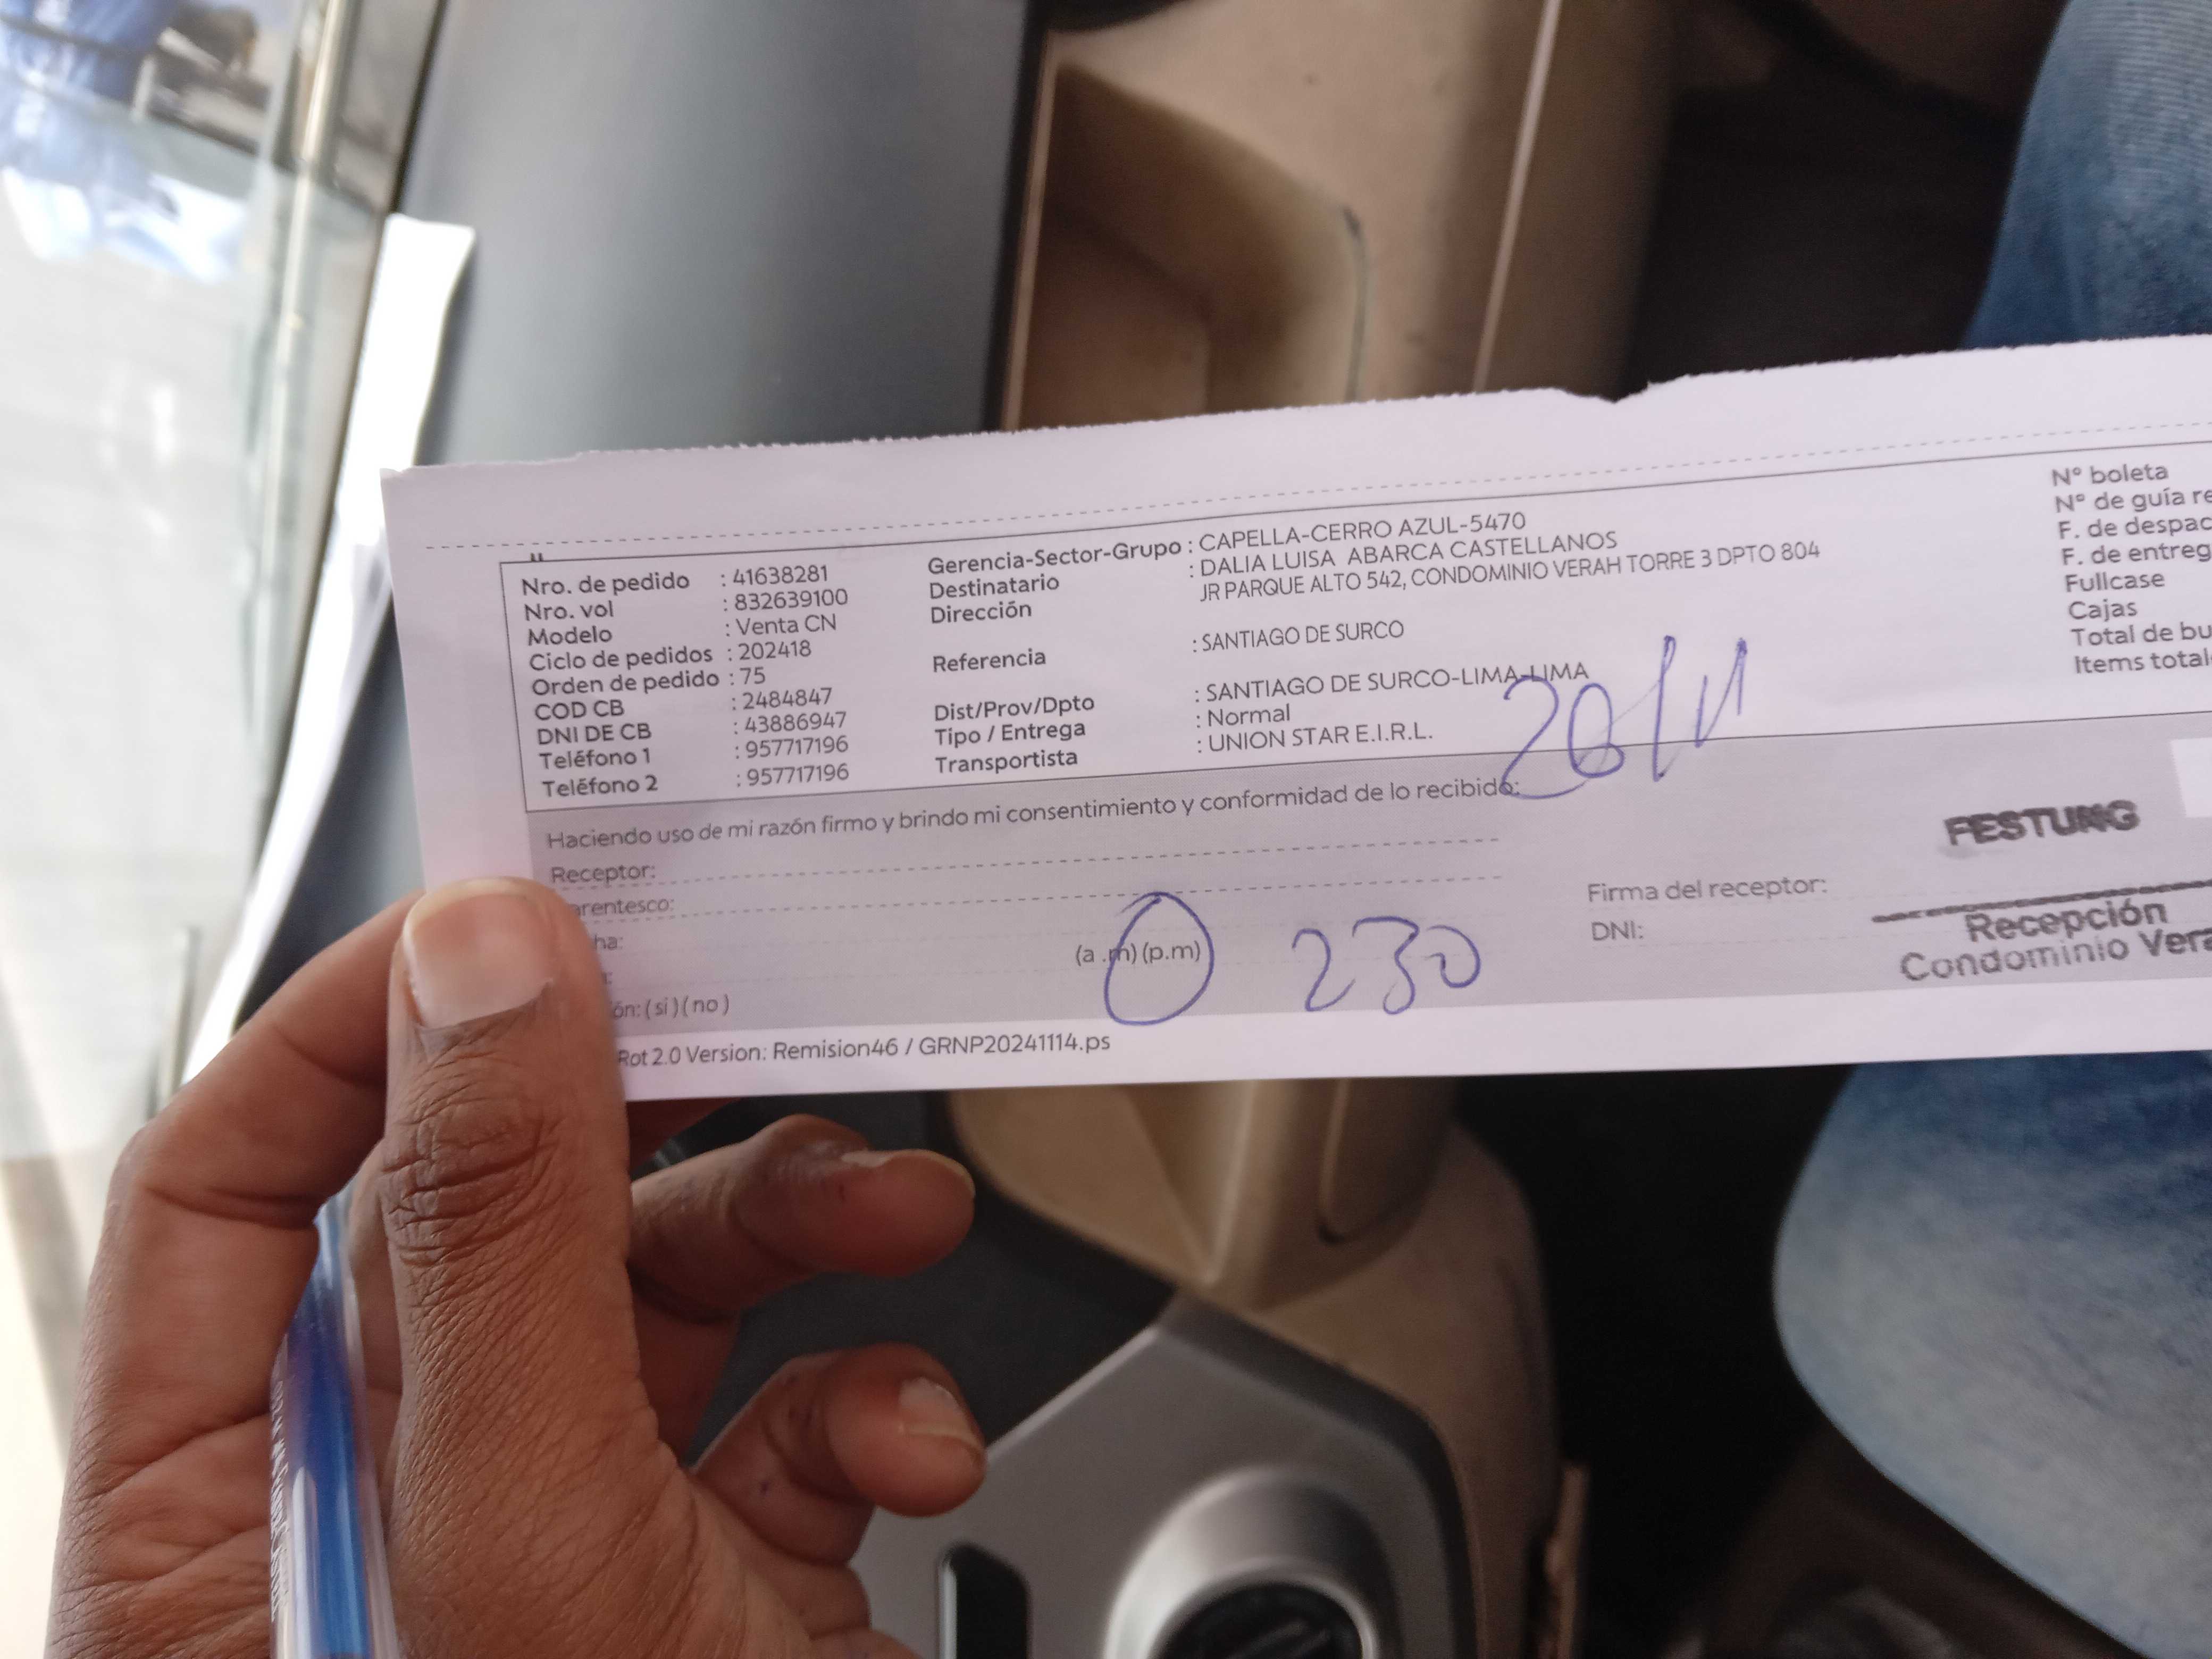 Nro. de pedido : 41638281
Nro. vol : 832639100
Modelo : Venta CN
Ciclo de pedidos : 202418
Orden de pedido : 75
COD CB : 2484847
DNI DE CB : 43886947
Teléfono 1 : 957717196
Teléfono 2 : 957717196
Gerencia-Sector-Grupo : CAPELLA-CERRO AZUL-5470
Destinatario : DALIA LUISA ABARCA CASTELLANOS
Dirección JR PARQUE ALTO 542, CONDOMINIO VERAH TORRE 3 DPTO 804
: SANTIAGO DE SURCO
Referencia
Dist/Prov/Dpto : SANTIAGO DE SURCO-LIMA-LIMA
Tipo / Entrega : Normal
Transportista : UNION STAR E.I.R.L.
N° boleta
N° de guía re
F. de despac
F. de entreg
Fullcase
Cajas
Total de bu
Items total
20/11
Haciendo uso de mi razón firmo y brindo mi consentimiento y conformidad de lo recibido:
Receptor:
arentesco:
ha:
(a .m) (p.m) 230
ón: ( si ) ( no )
Firma del receptor:
DNI:
FESTUNG
Recepción
Condominio Vera
Rot 2.0 Version: Remision46 / GRNP20241114.ps